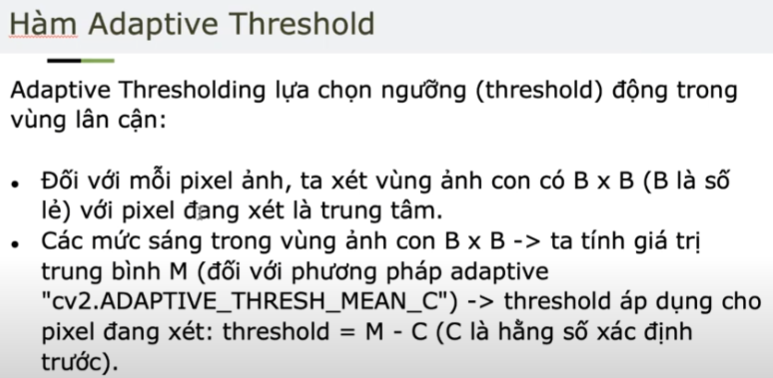 Hàm Adaptive Threshold
Adaptive Thresholding lựa chọn ngưỡng (threshold) động trong
vùng lân cận:
• Đối với mỗi pixel ảnh, ta xét vùng ảnh con có B x B (B là số
lẻ) với pixel đang xét là trung tâm.
• Các mức sáng trong vùng ảnh con B x B -> ta tính giá trị
trung bình M (đối với phương pháp adaptive
"cv2.ADAPTIVE_THRESH_MEAN_C") -> threshold áp dụng cho
pixel đang xét: threshold = M - C (C là hằng số xác định
trước).